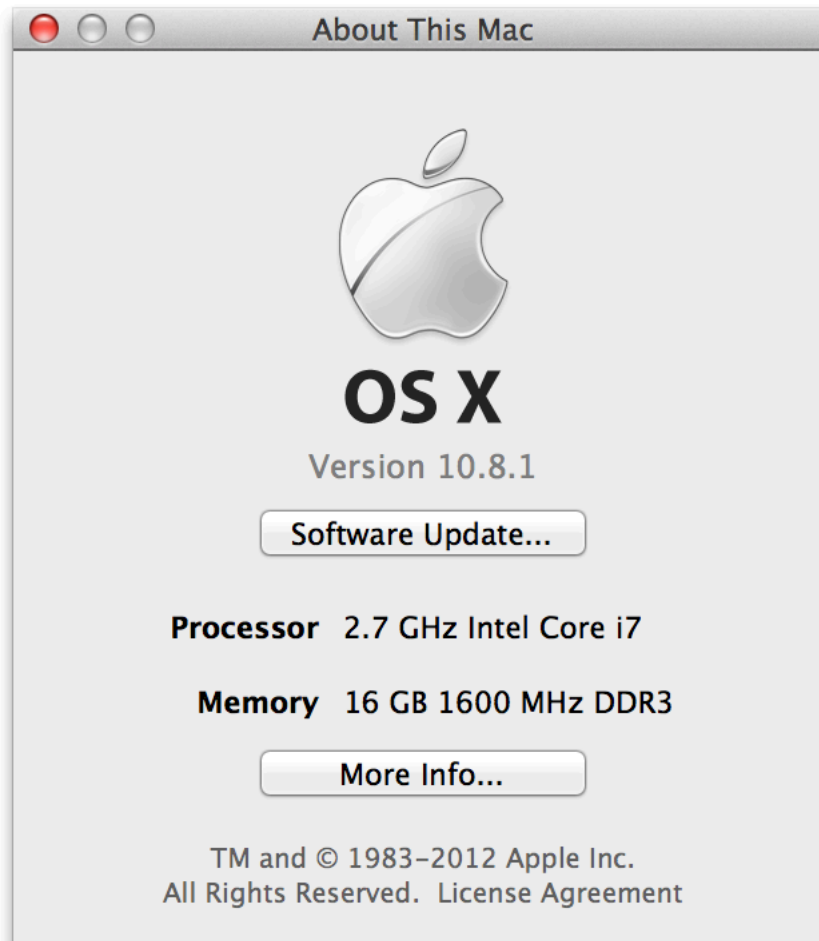 About This Mac
OS X
Version 10.8.1
Software Update...
Processor 2.7 GHz Intel Core i7
Memory 16 GB 1600 MHz DDR3
More Info...
TM and © 1983–2012 Apple Inc.
All Rights Reserved. License Agreement